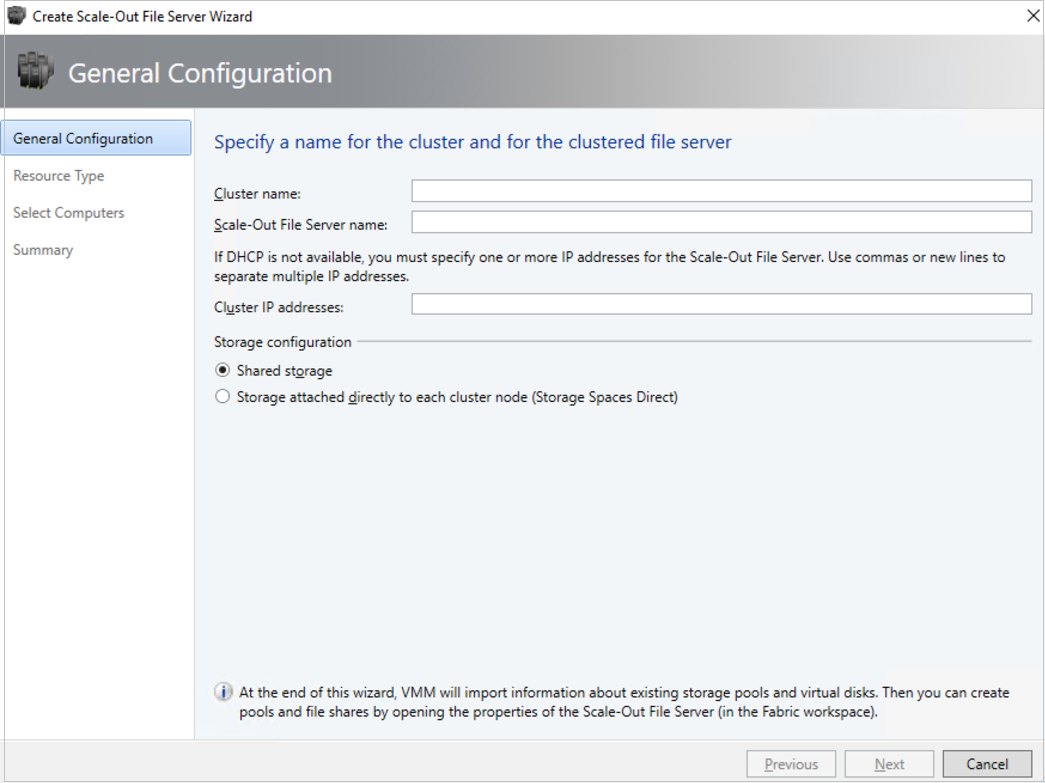 Create Scale-Out File Server Wizard
General Configuration
General Configuration
Resource Type
Select Computers
Summary
Specify a name for the cluster and for the clustered file server
Cluster name:
Scale-Out File Server name:
If DHCP is not available, you must specify one or more IP addresses for the Scale-Out File Server. Use commas or new lines to
separate multiple IP addresses.
Cluster IP addresses:
Storage configuration
Shared storage
Storage attached directly to each cluster node (Storage Spaces Direct)
At the end of this wizard, VMM will import information about existing storage pools and virtual disks. Then you can create
pools and file shares by opening the properties of the Scale-Out File Server (in the Fabric workspace).
Previous
Next
Cancel